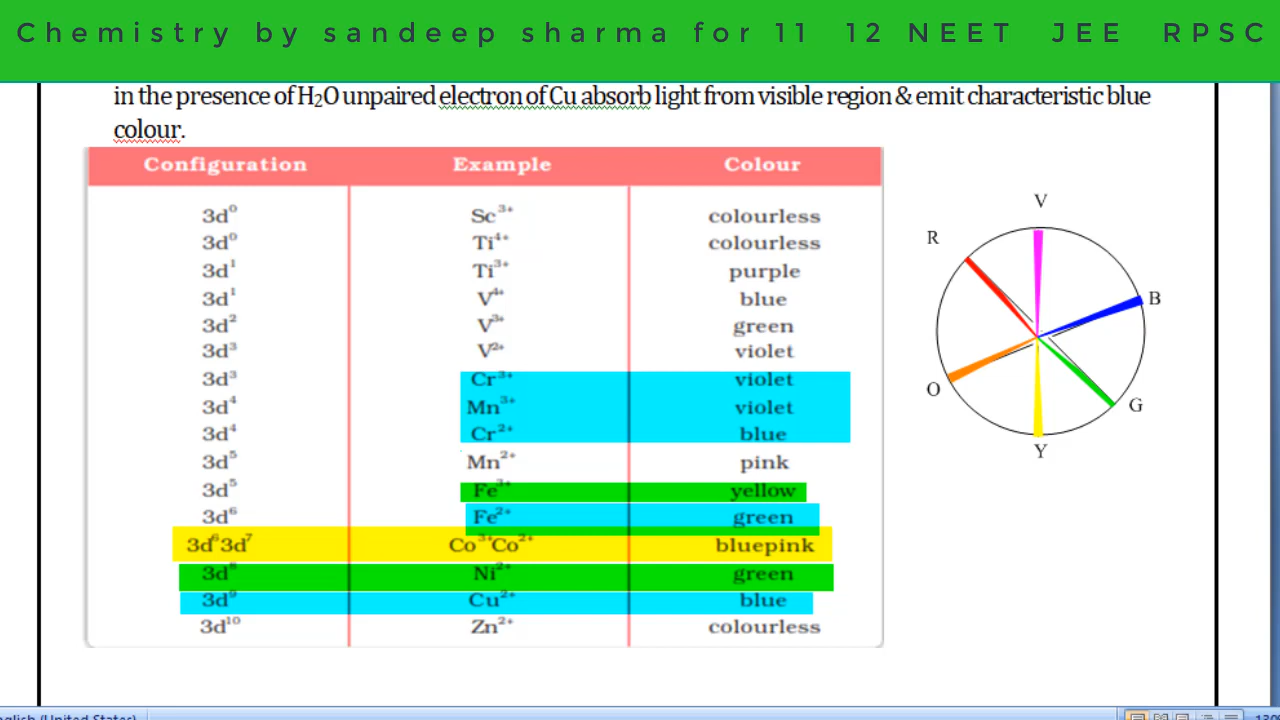 Chemistry by sandeep sharma for 11 12 NEET JEE RPSC
in the presence of H₂O unpaired electron of Cu absorb light from visible region & emit characteristic blue
colour.
Configuration Example Colour
3d⁰ Sc³⁺ colourless
3d⁰ Ti⁴⁺ colourless
3d¹ Ti³⁺ purple
3d¹ V⁴⁺ blue
3d² V³⁺ green
3d³ V²⁺ violet
3d³ Cr³⁺ violet
3d⁴ Mn³⁺ violet
3d⁴ Cr²⁺ blue
3d⁵ Mn²⁺ pink
3d⁵ Fe³⁺ yellow
3d⁶ Fe²⁺ green
3d⁶3d⁷ Co³⁺Co²⁺ bluepink
3d⁸ Ni²⁺ green
3d⁹ Cu²⁺ blue
3d¹⁰ Zn²⁺ colourless
V
R
B
O
G
Y
(United States)